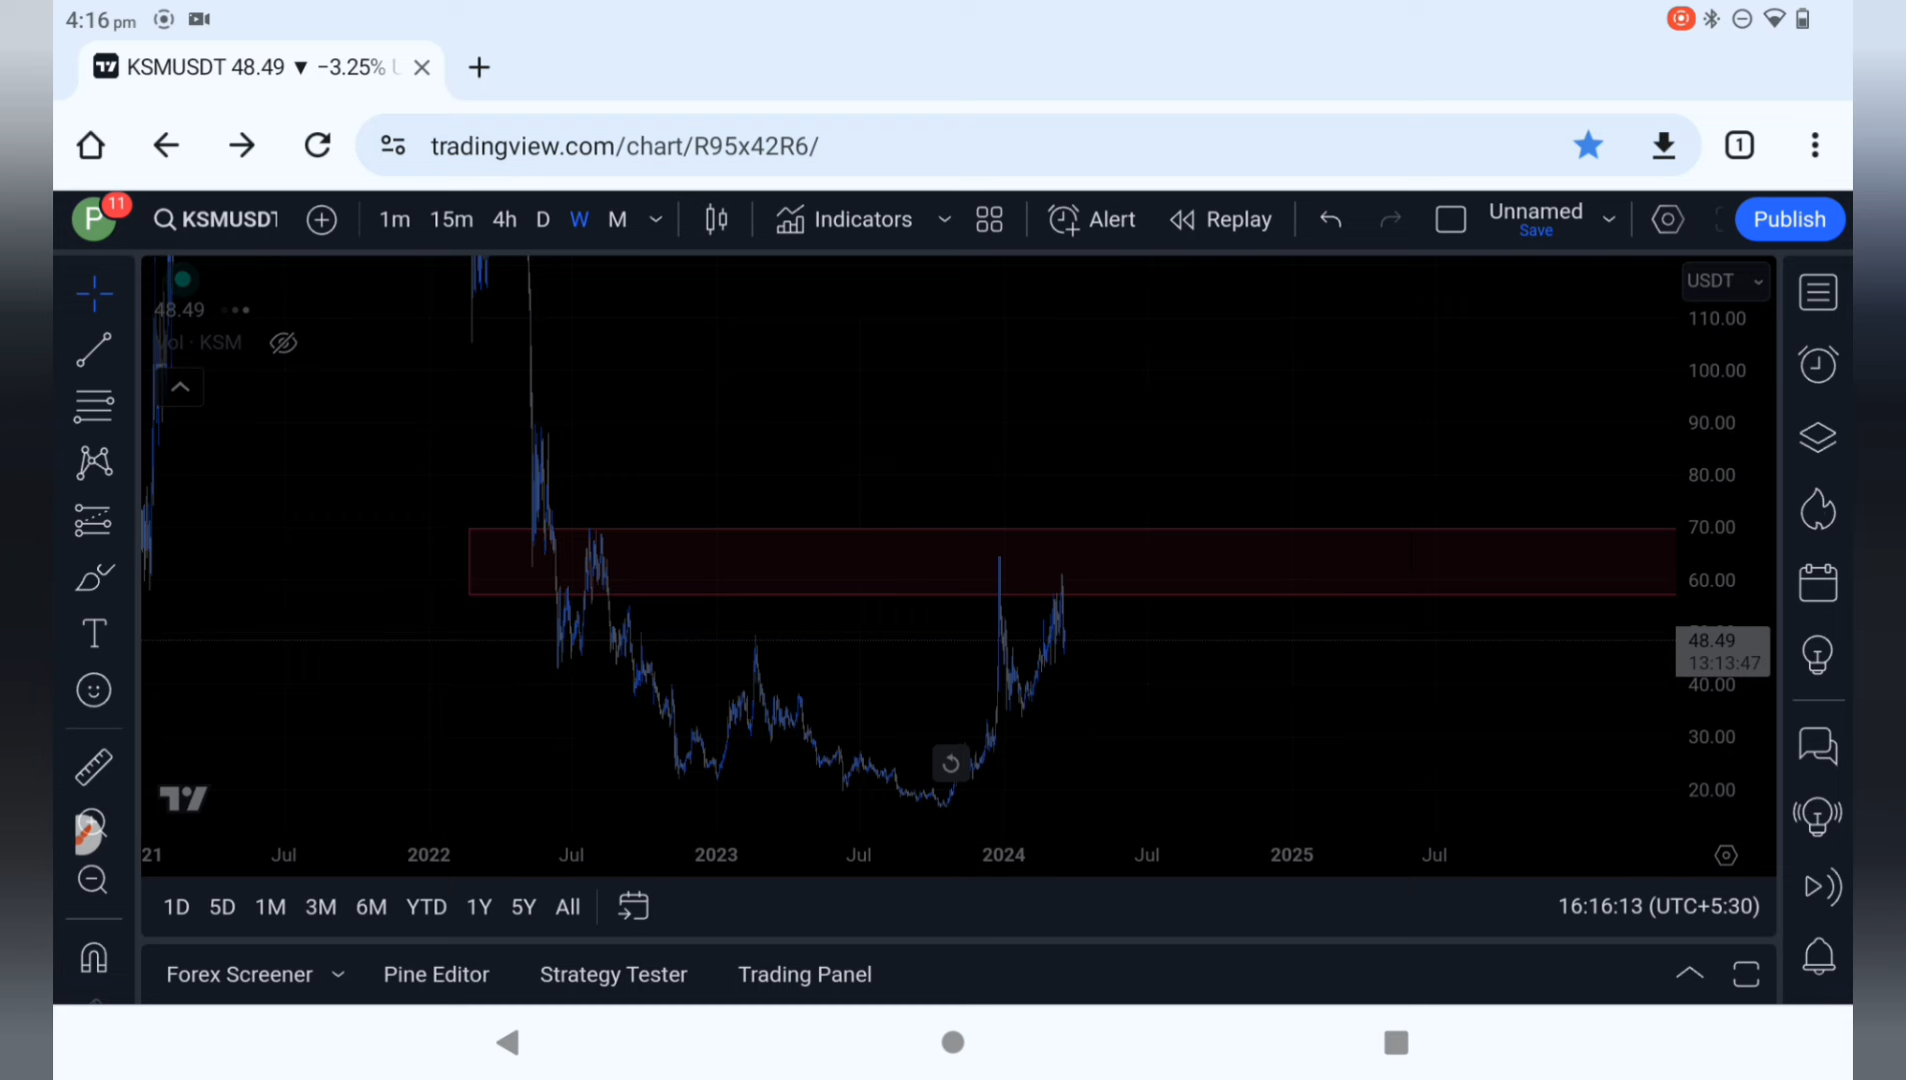 4:16 pm
KSMUSDT 48.49 ▼ −3.25%
tradingview.com/chart/R95x42R6/
1
P
11
KSMUSDT
1m 15m 4h D W M
Indicators
Alert
Replay
Unnamed
Save
Publish
USDT
48.49
Vol · KSM
110.00
100.00
90.00
80.00
70.00
60.00
48.49
13:13:47
40.00
30.00
20.00
21 Jul 2022 Jul 2023 Jul 2024 Jul 2025 Jul
1D 5D 1M 3M 6M YTD 1Y 5Y All
16:16:13 (UTC+5:30)
Forex Screener Pine Editor Strategy Tester Trading Panel